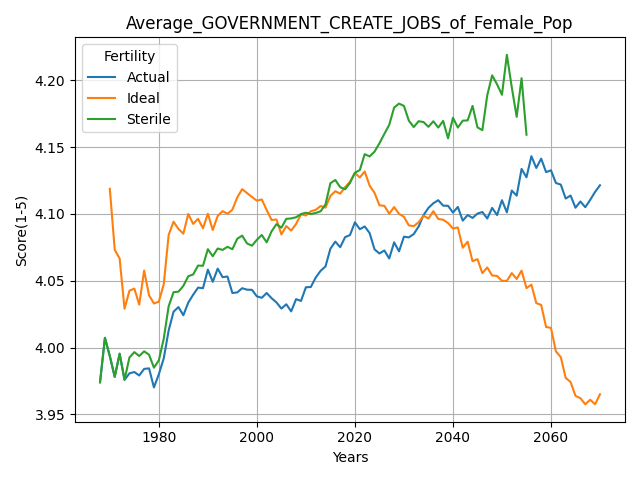 Average_GOVERNMENT_CREATE_JOBS_of_Female_Pop
Fertility
Actual
Ideal
Sterile
Score(1-5)
4.20
4.15
4.10
4.05
4.00
3.95
1980 2000 2020 2040 2060
Years